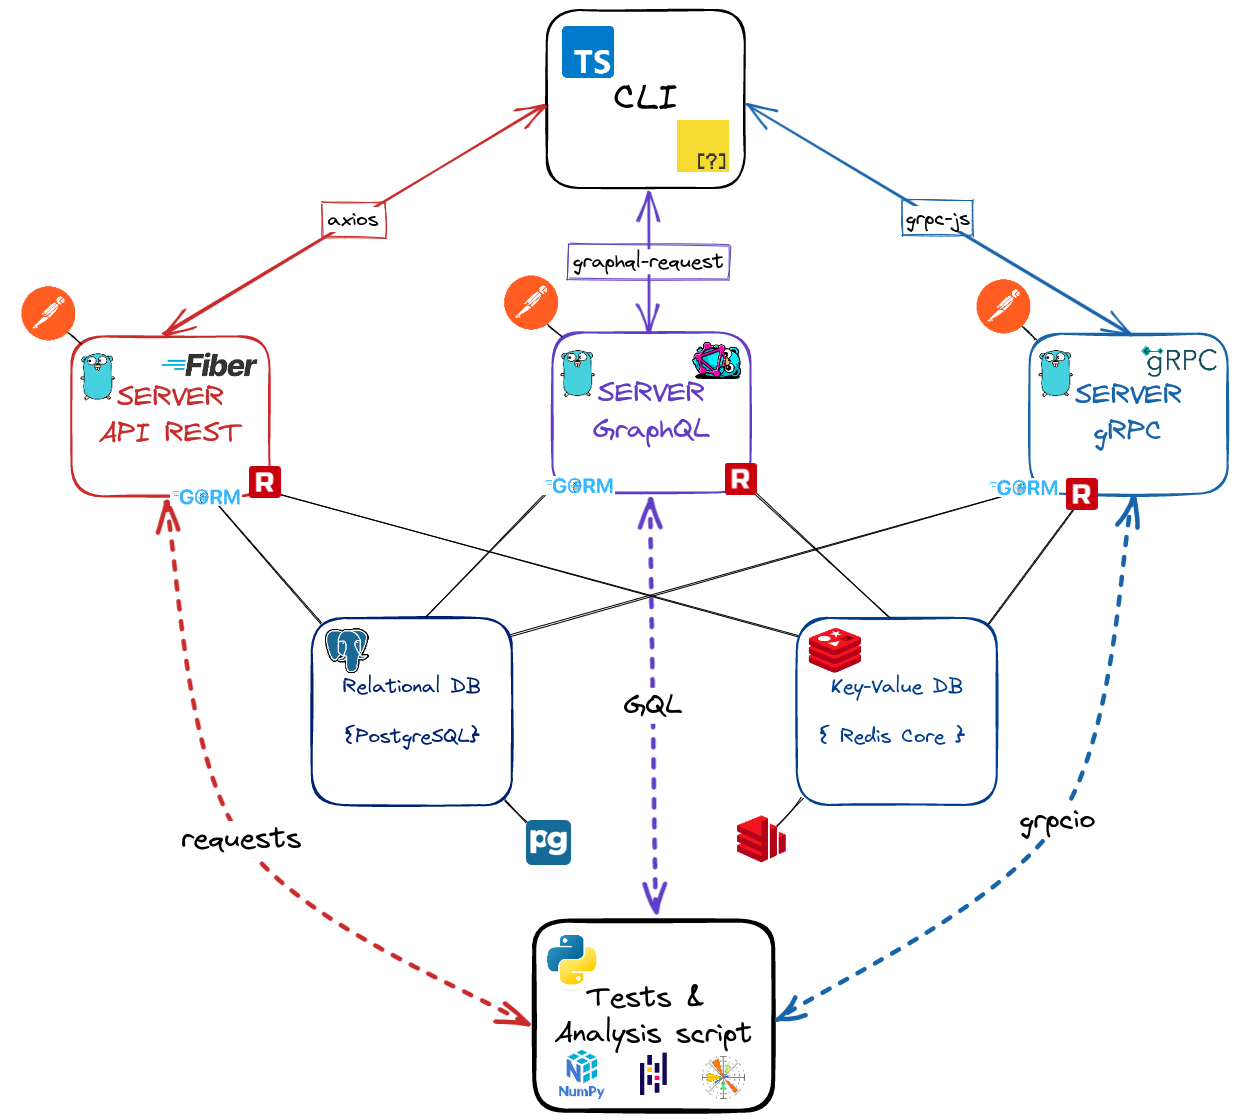 TS
CLI
[?]
axios
graphql-request
grpc-js
Fiber
SERVER
API REST
GORM
R
SERVER
GraphQL
GORM
R
gRPC
SERVER
gRPC
GORM
R
Relational DB
{PostgreSQL}
pg
Key-Value DB
{ Redis Core }
GQL
requests
grpcio
Tests &
Analysis script
NumPy